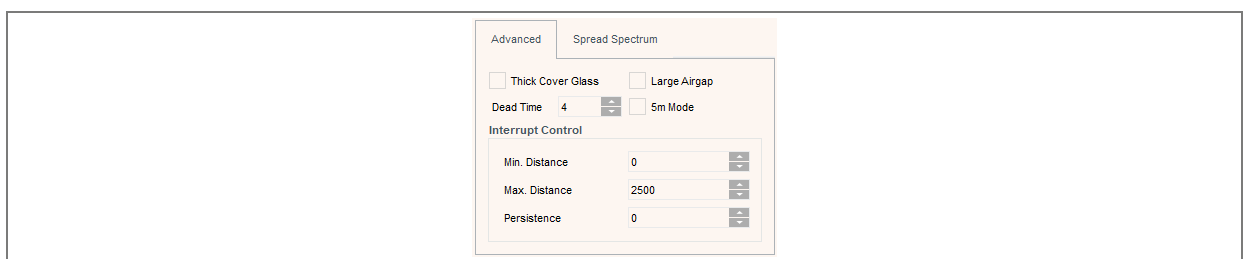 Advanced Spread Spectrum
Thick Cover Glass Large Airgap
Dead Time 4 5m Mode
Interrupt Control
Min. Distance 0
Max. Distance 2500
Persistence 0